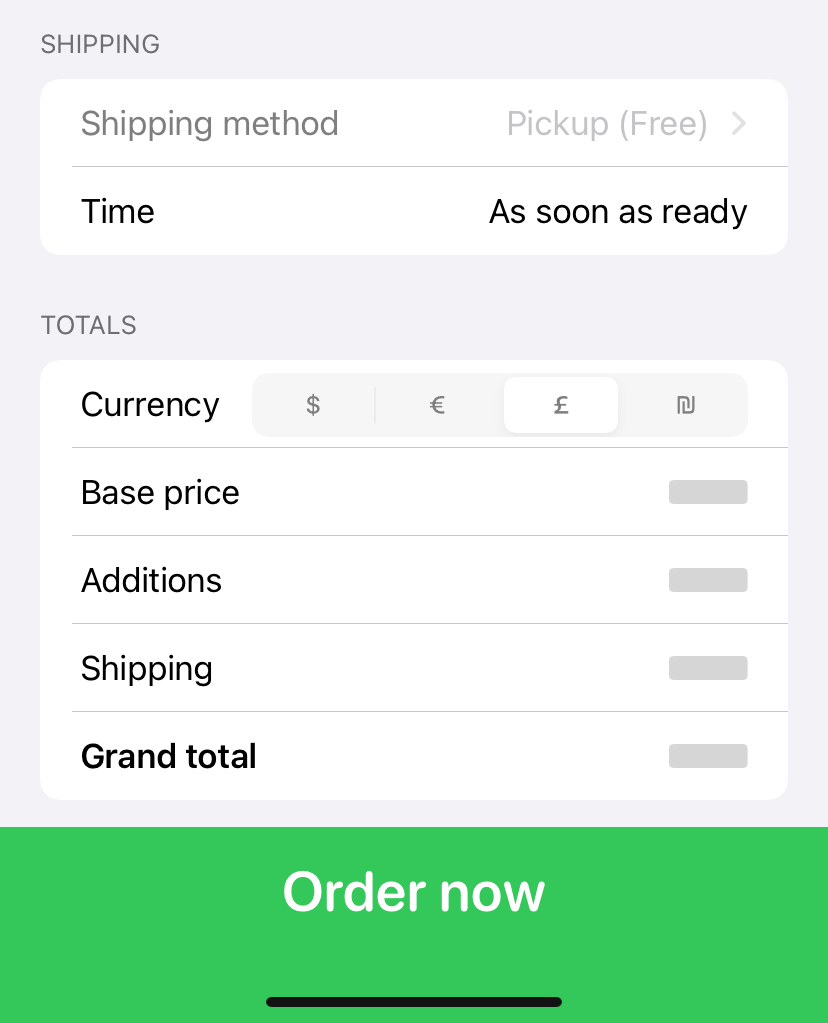 SHIPPING
Shipping method Pickup (Free)
Time As soon as ready
TOTALS
Currency $ € £ ₪
Base price
Additions
Shipping
Grand total
Order now